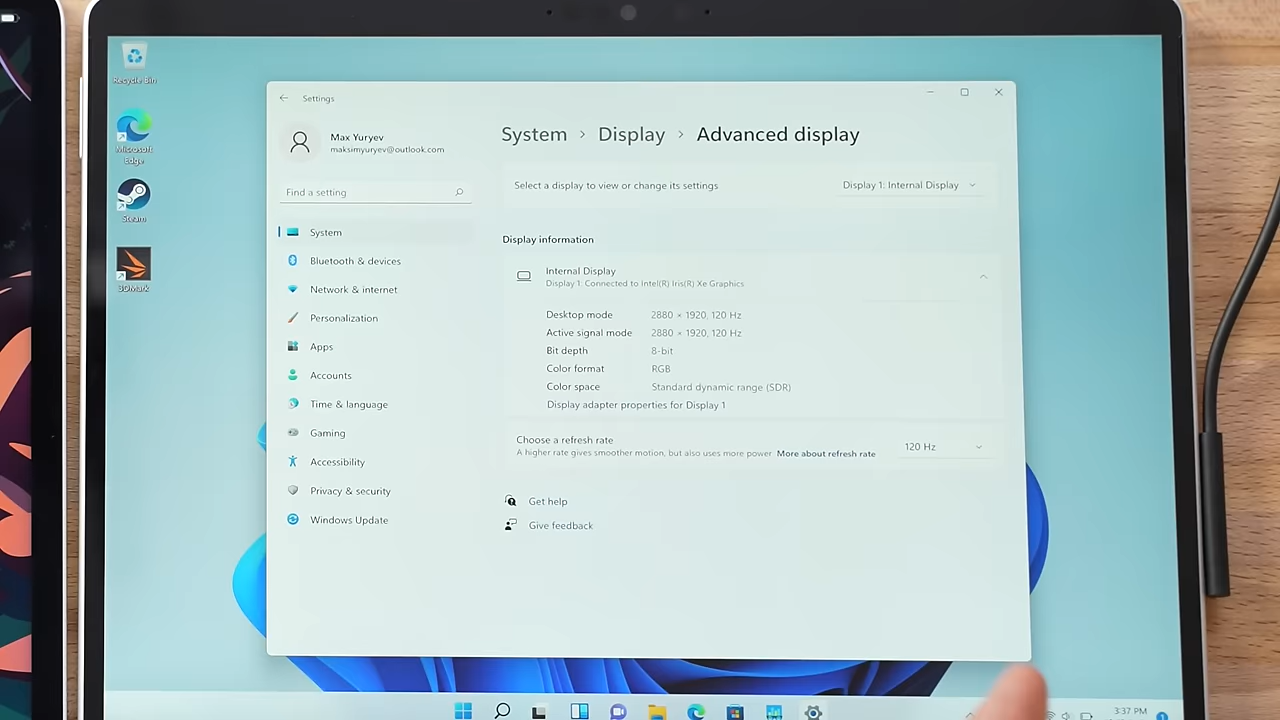 Recycle Bin
Microsoft
Edge
Steam
3DMark
Settings
Max Yuryev
maksimyuryev@outlook.com
Find a setting
System
Bluetooth & devices
Network & internet
Personalization
Apps
Accounts
Time & language
Gaming
Accessibility
Privacy & security
Windows Update
System > Display > Advanced display
Select a display to view or change its settings
Display 1: Internal Display
Display information
Internal Display
Display 1: Connected to Intel(R) Iris(R) Xe Graphics
Desktop mode 2880 × 1920, 120 Hz
Active signal mode 2880 × 1920, 120 Hz
Bit depth 8-bit
Color format RGB
Color space Standard dynamic range (SDR)
Display adapter properties for Display 1
Choose a refresh rate
A higher rate gives smoother motion, but also uses more power More about refresh rate
120 Hz
Get help
Give feedback
3:37 PM